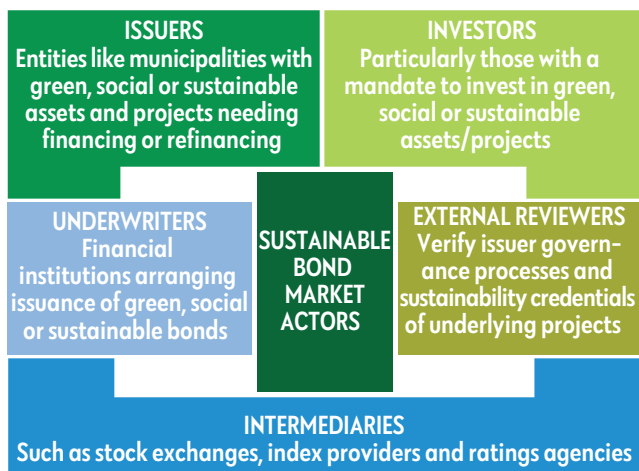 ISSUERS
Entities like municipalities with
green, social or sustainable
assets and projects needing
financing or refinancing
INVESTORS
Particularly those with a
mandate to invest in green,
social or sustainable
assets/projects
UNDERWRITERS
Financial
institutions arranging
issuance of green, social
or sustainable bonds
SUSTAINABLE
BOND
MARKET
ACTORS
EXTERNAL REVIEWERS
Verify issuer govern-
ance processes and
sustainability credentials
of underlying projects
INTERMEDIARIES
Such as stock exchanges, index providers and ratings agencies